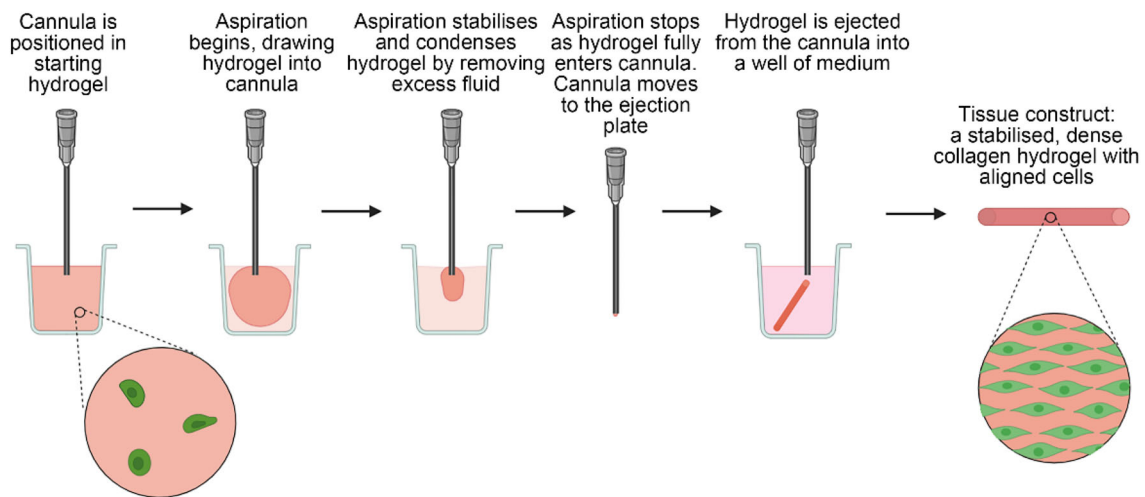 Cannula is
positioned in
starting
hydrogel
Aspiration
begins, drawing
hydrogel into
cannula
Aspiration stabilises
and condenses
hydrogel by removing
excess fluid
Aspiration stops
as hydrogel fully
enters cannula.
Cannula moves
to the ejection
plate
Hydrogel is ejected
from the cannula into
a well of medium
Tissue construct:
a stabilised, dense
collagen hydrogel with
aligned cells